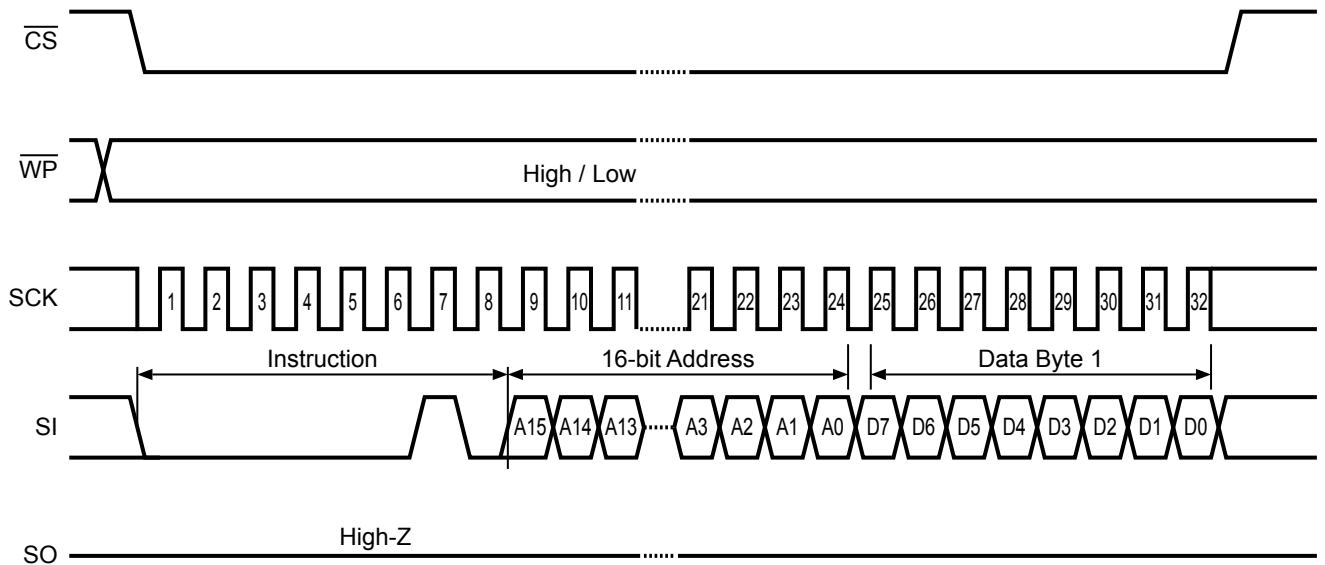 CS
WP
High / Low
SCK
1 2 3 4 5 6 7 8 9 10 11 21 22 23 24 25 26 27 28 29 30 31 32
Instruction 16-bit Address Data Byte 1
SI
A15 A14 A13 A3 A2 A1 A0 D7 D6 D5 D4 D3 D2 D1 D0
High-Z
SO